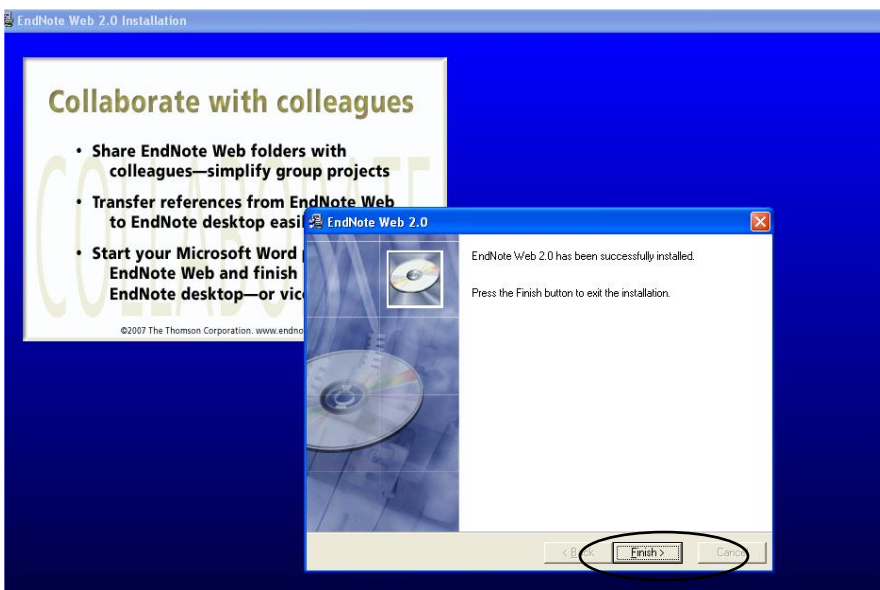 EndNote Web 2.0 Installation
Collaborate with colleagues
• Share EndNote Web folders with
colleagues—simplify group projects
• Transfer references from EndNote Web
to EndNote desktop easil
• Start your Microsoft Word
EndNote Web and finish
EndNote desktop—or vic
©2007 The Thomson Corporation. www.endno
EndNote Web 2.0
EndNote Web 2.0 has been successfully installed.
Press the Finish button to exit the installation.
< Back Finish > Cancel